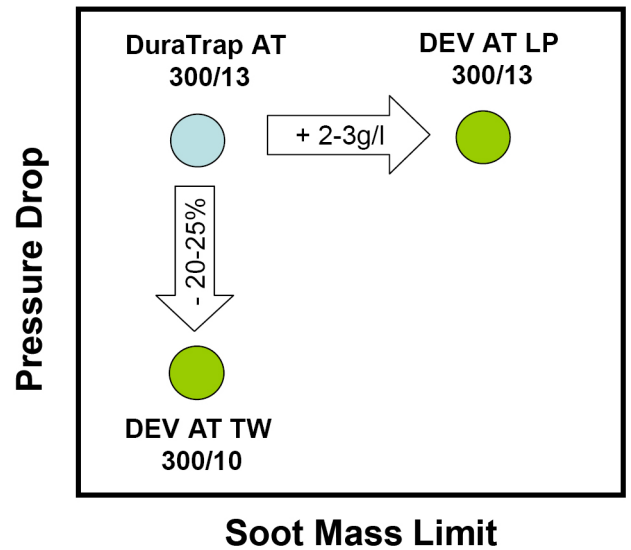 DuraTrap AT
300/13
DEV AT LP
300/13
+ 2-3g/l
- 20-25%
DEV AT TW
300/10
Pressure Drop
Soot Mass Limit